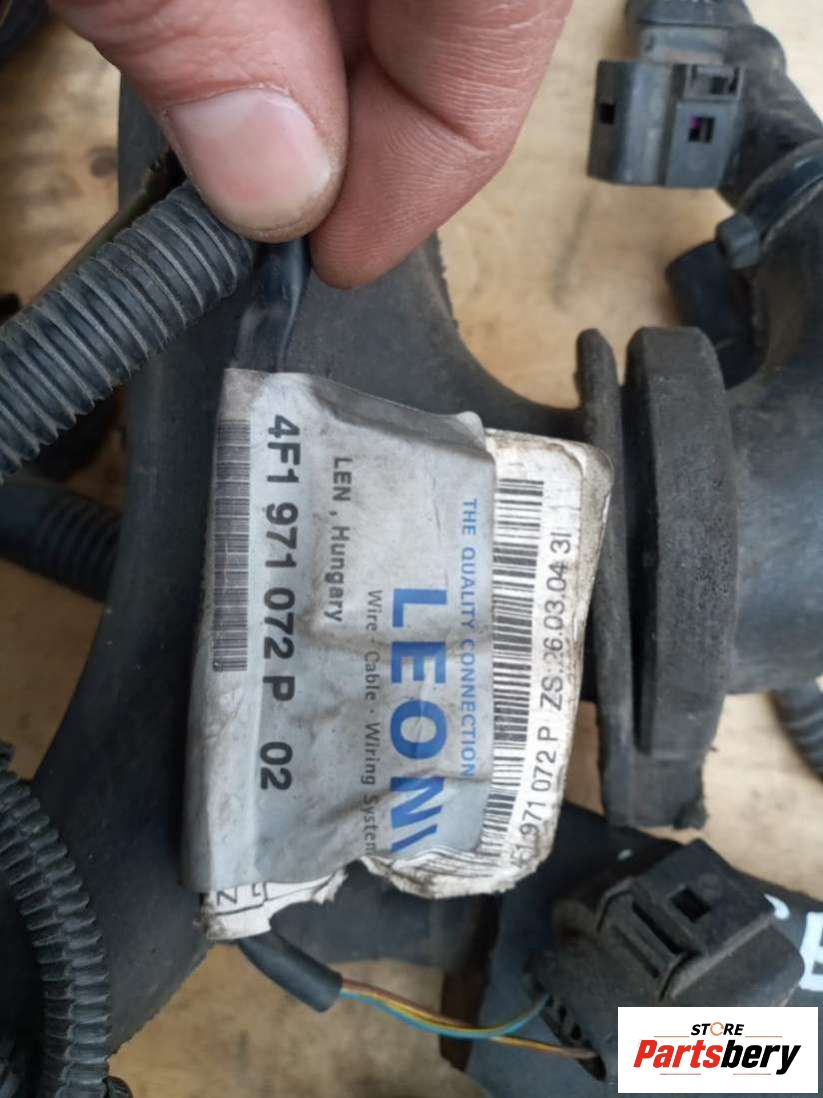 4F1 971 072 P 02
LEN, Hungary
Wire · Cable · Wiring System
LEONI
THE QUALITY CONNECTION
971 072 P ZS. 26.03.04 3I
STORE
Partsbery